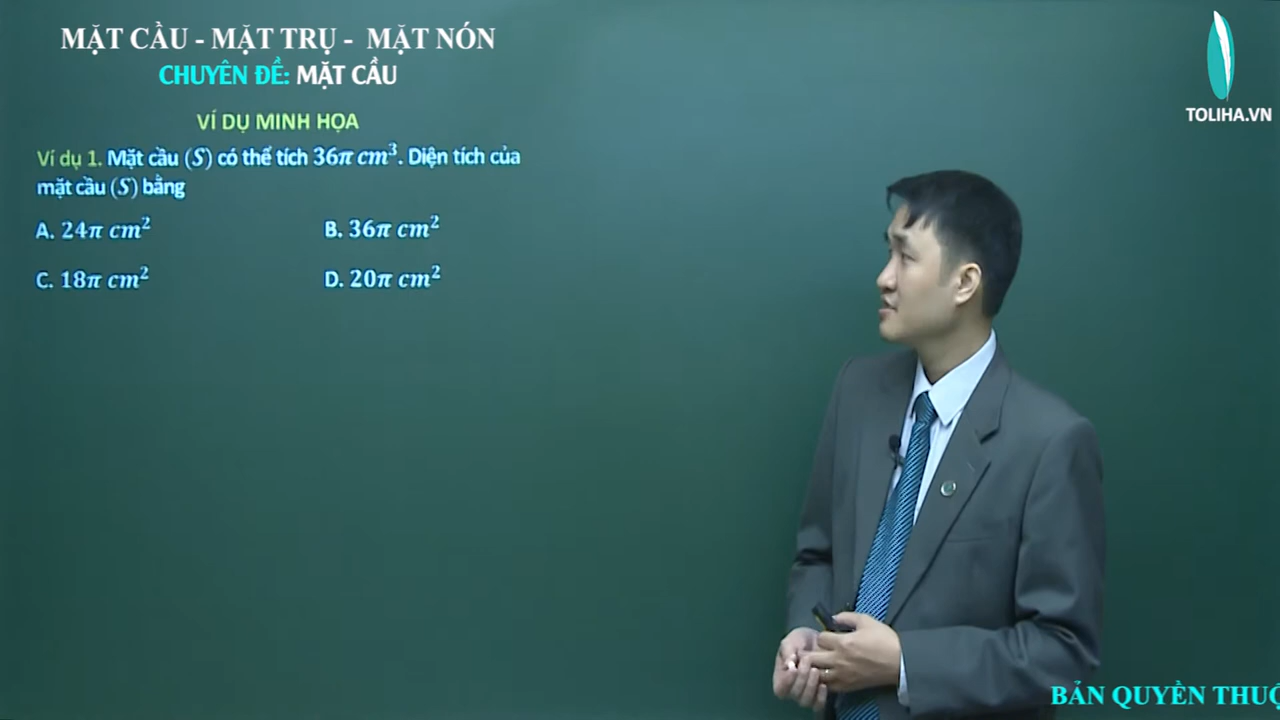 MẶT CẦU - MẶT TRỤ - MẶT NÓN
CHUYÊN ĐỀ: MẶT CẦU
VÍ DỤ MINH HỌA
Ví dụ 1. Mặt cầu (S) có thể tích 36π cm³. Diện tích của
mặt cầu (S) bằng
A. 24π cm²
B. 36π cm²
C. 18π cm²
D. 20π cm²
TOLIHA.VN
BẢN QUYỀN